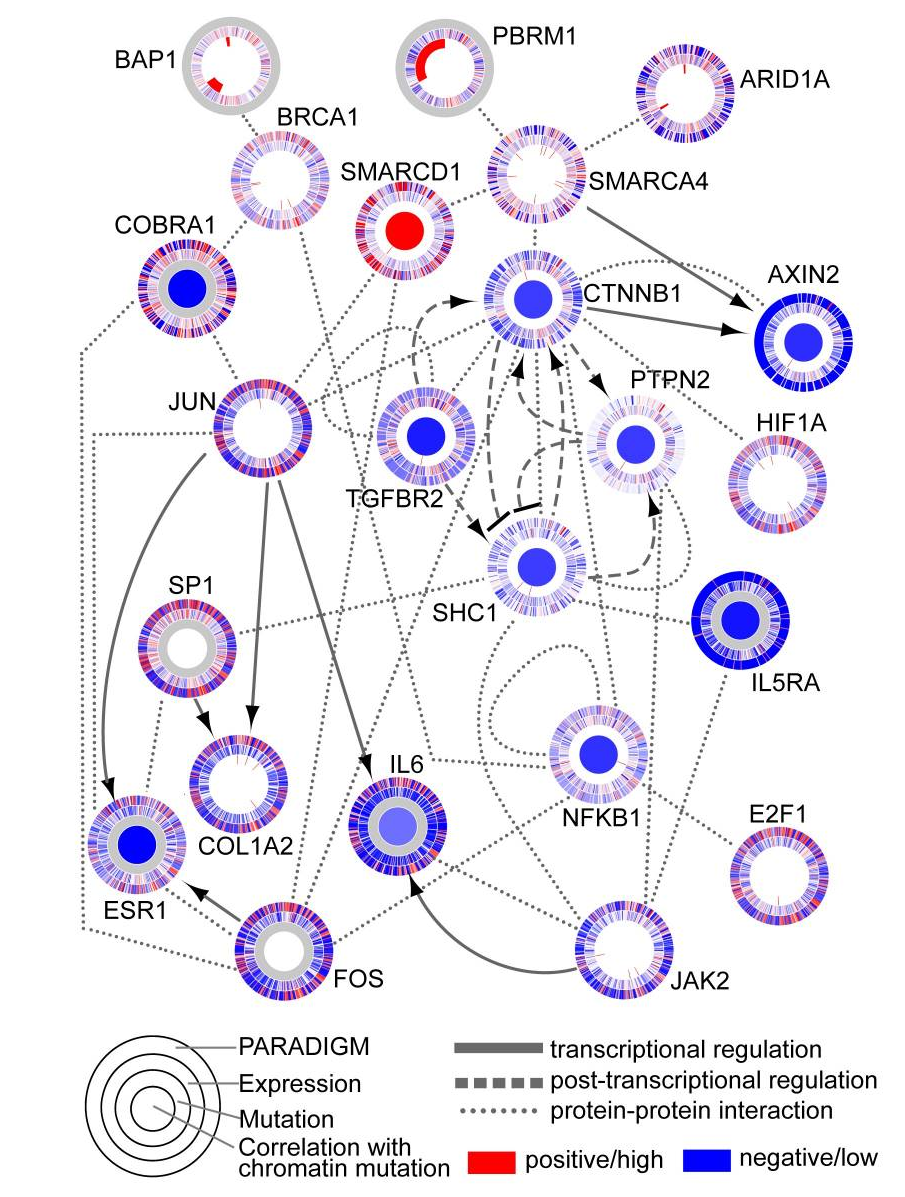 BAP1
PBRM1
ARID1A
BRCA1
SMARCD1
SMARCA4
COBRA1
CTNNB1
AXIN2
PTPN2
JUN
HIF1A
TGFBR2
SP1
SHC1
IL5RA
IL6
NFKB1
E2F1
COL1A2
ESR1
FOS
JAK2
PARADIGM
Expression
Mutation
Correlation with
chromatin mutation
transcriptional regulation
post-transcriptional regulation
protein-protein interaction
positive/high
negative/low